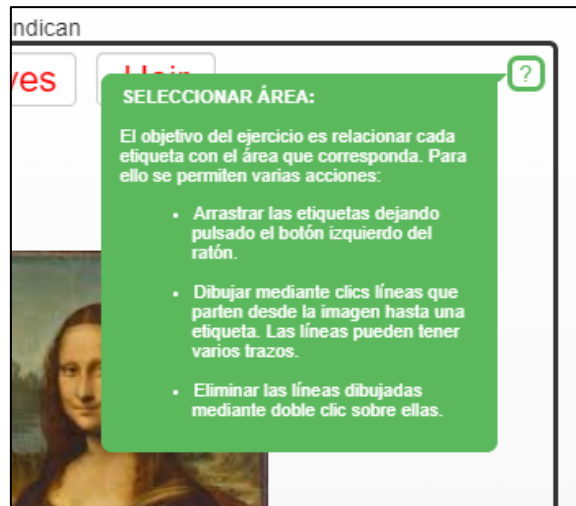 ndican
yes Hair
?
SELECCIONAR ÁREA:
El objetivo del ejercicio es relacionar cada
etiqueta con el área que corresponda. Para
ello se permiten varias acciones:
• Arrastrar las etiquetas dejando
pulsado el botón izquierdo del
ratón.
• Dibujar mediante clics líneas que
parten desde la imagen hasta una
etiqueta. Las líneas pueden tener
varios trazos.
• Eliminar las líneas dibujadas
mediante doble clic sobre ellas.